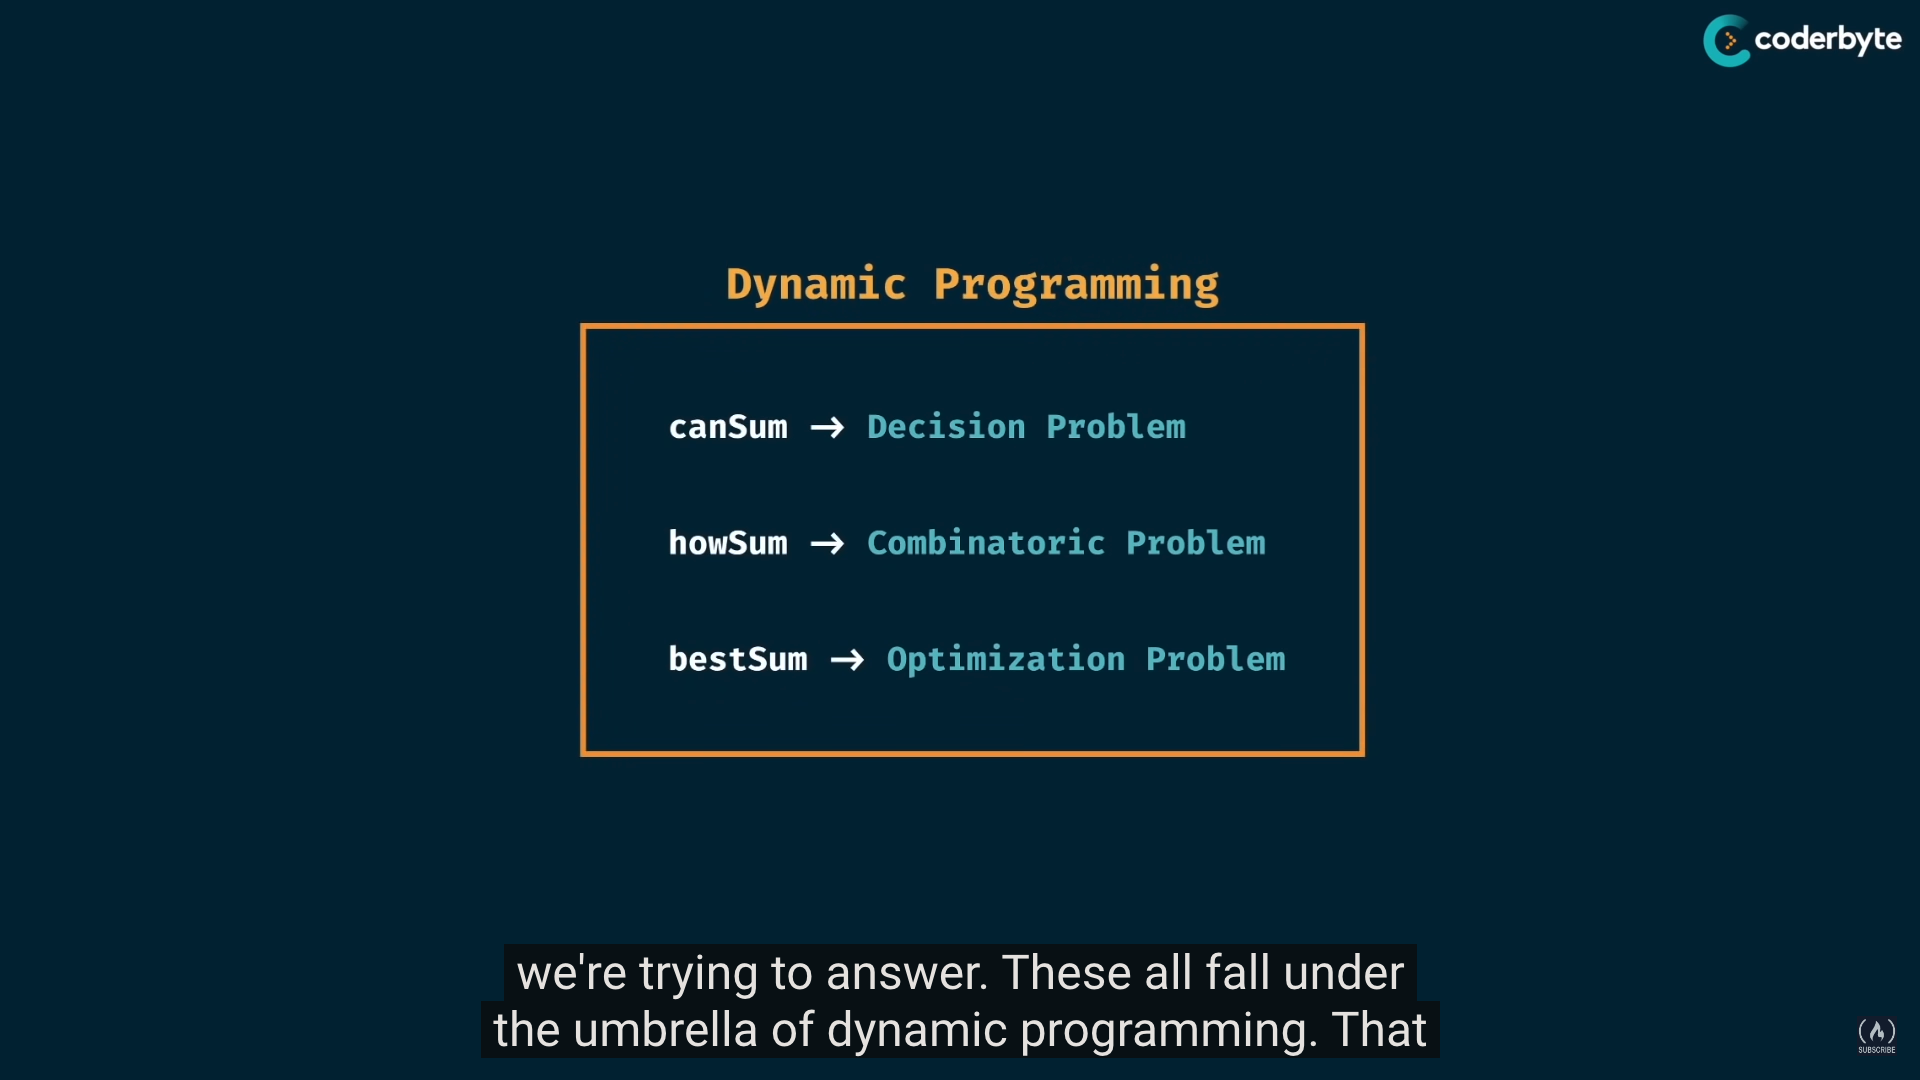 coderbyte
Dynamic Programming
canSum → Decision Problem
howSum → Combinatoric Problem
bestSum → Optimization Problem
we're trying to answer. These all fall under
the umbrella of dynamic programming. That
SUBSCRIBE